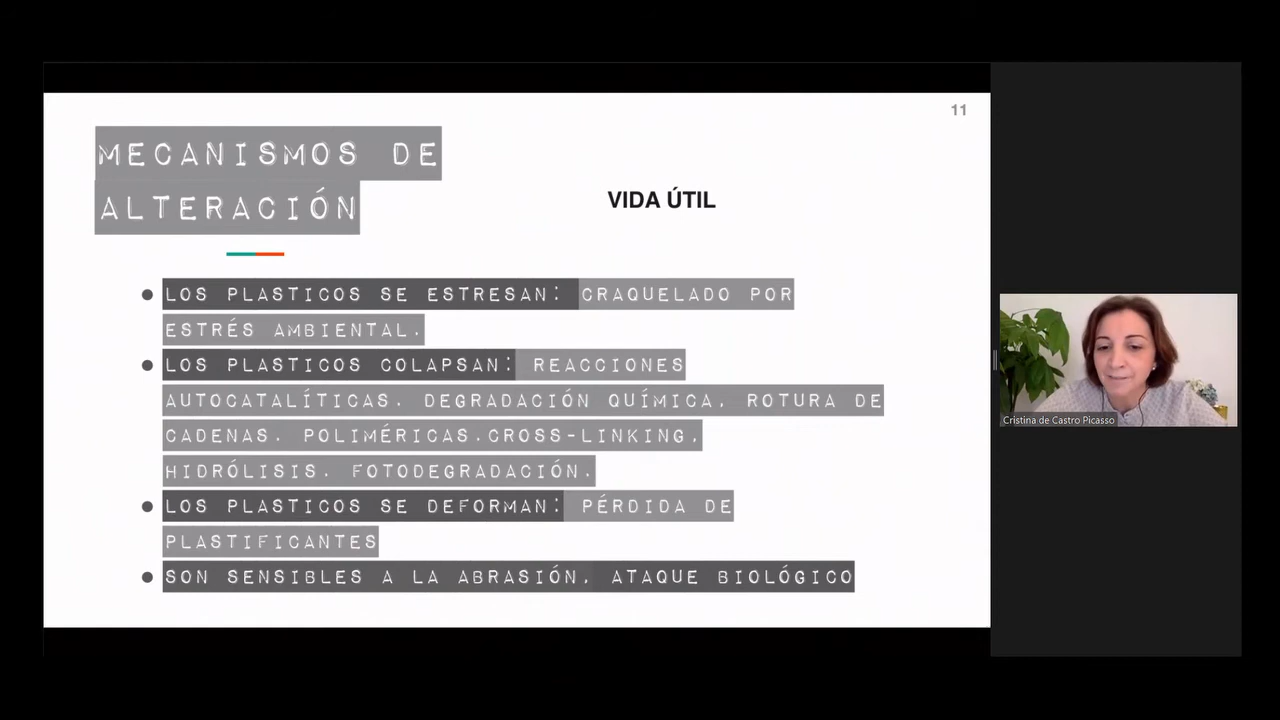 11
MECANISMOS DE
ALTERACIÓN
VIDA ÚTIL
LOS PLASTICOS SE ESTRESAN: CRAQUELADO POR
ESTRÉS AMBIENTAL.
LOS PLASTICOS COLAPSAN: REACCIONES
AUTOCATALÍTICAS. DEGRADACIÓN QUÍMICA. ROTURA DE
CADENAS. POLIMÉRICAS.CROSS-LINKING.
HIDRÓLISIS. FOTODEGRADACIÓN.
LOS PLASTICOS SE DEFORMAN: PÉRDIDA DE
PLASTIFICANTES
SON SENSIBLES A LA ABRASIÓN. ATAQUE BIOLÓGICO
Cristina de Castro Picasso